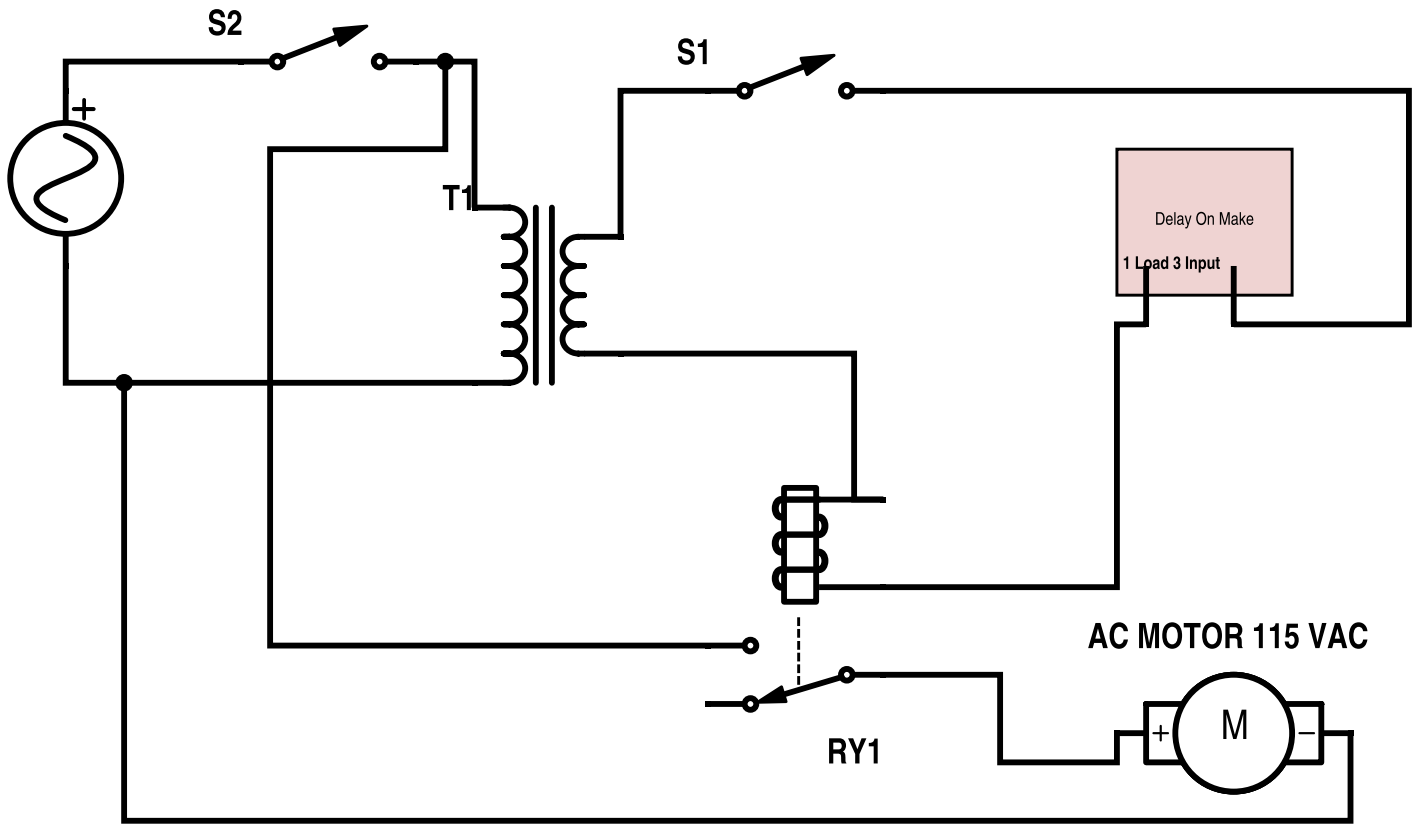 S2
S1
+
T1
Delay On Make
1 Load 3 Input
AC MOTOR 115 VAC
+ M −
RY1